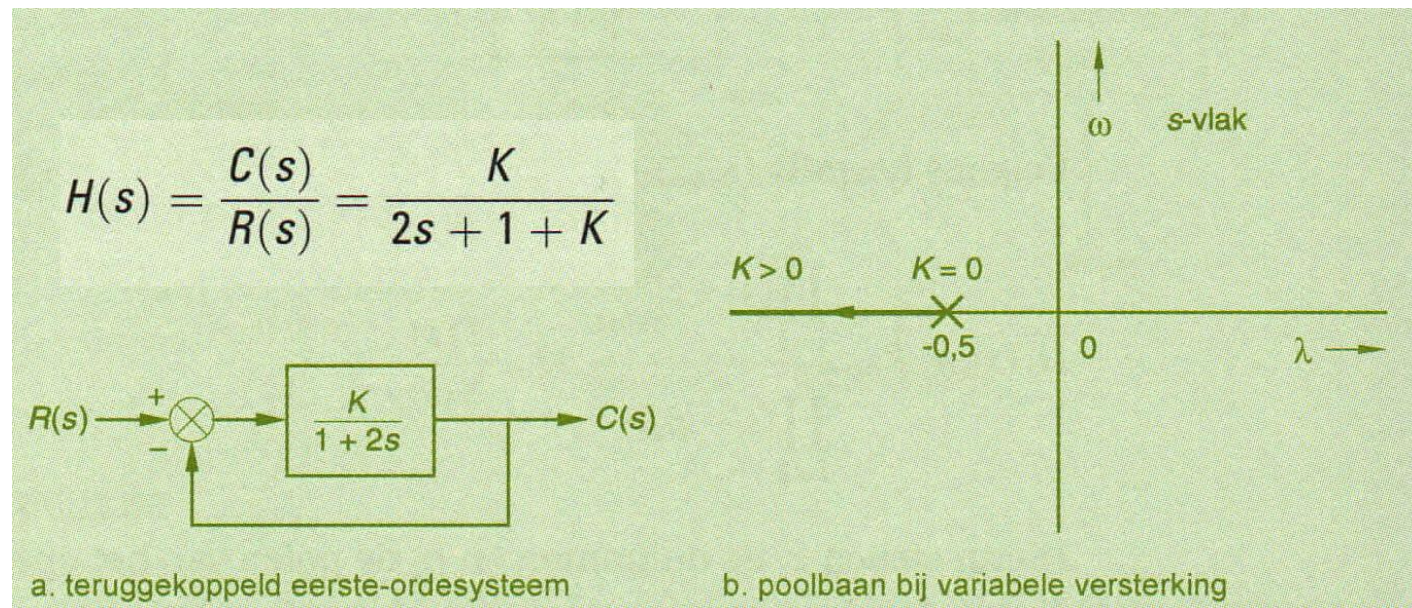 H(s) = C(s)/R(s) = K/(2s + 1 + K)
R(s)
+
−
K/(1 + 2s)
C(s)
a. teruggekoppeld eerste-ordesysteem
ω
s-vlak
K > 0
K = 0
-0,5
0
λ
b. poolbaan bij variabele versterking